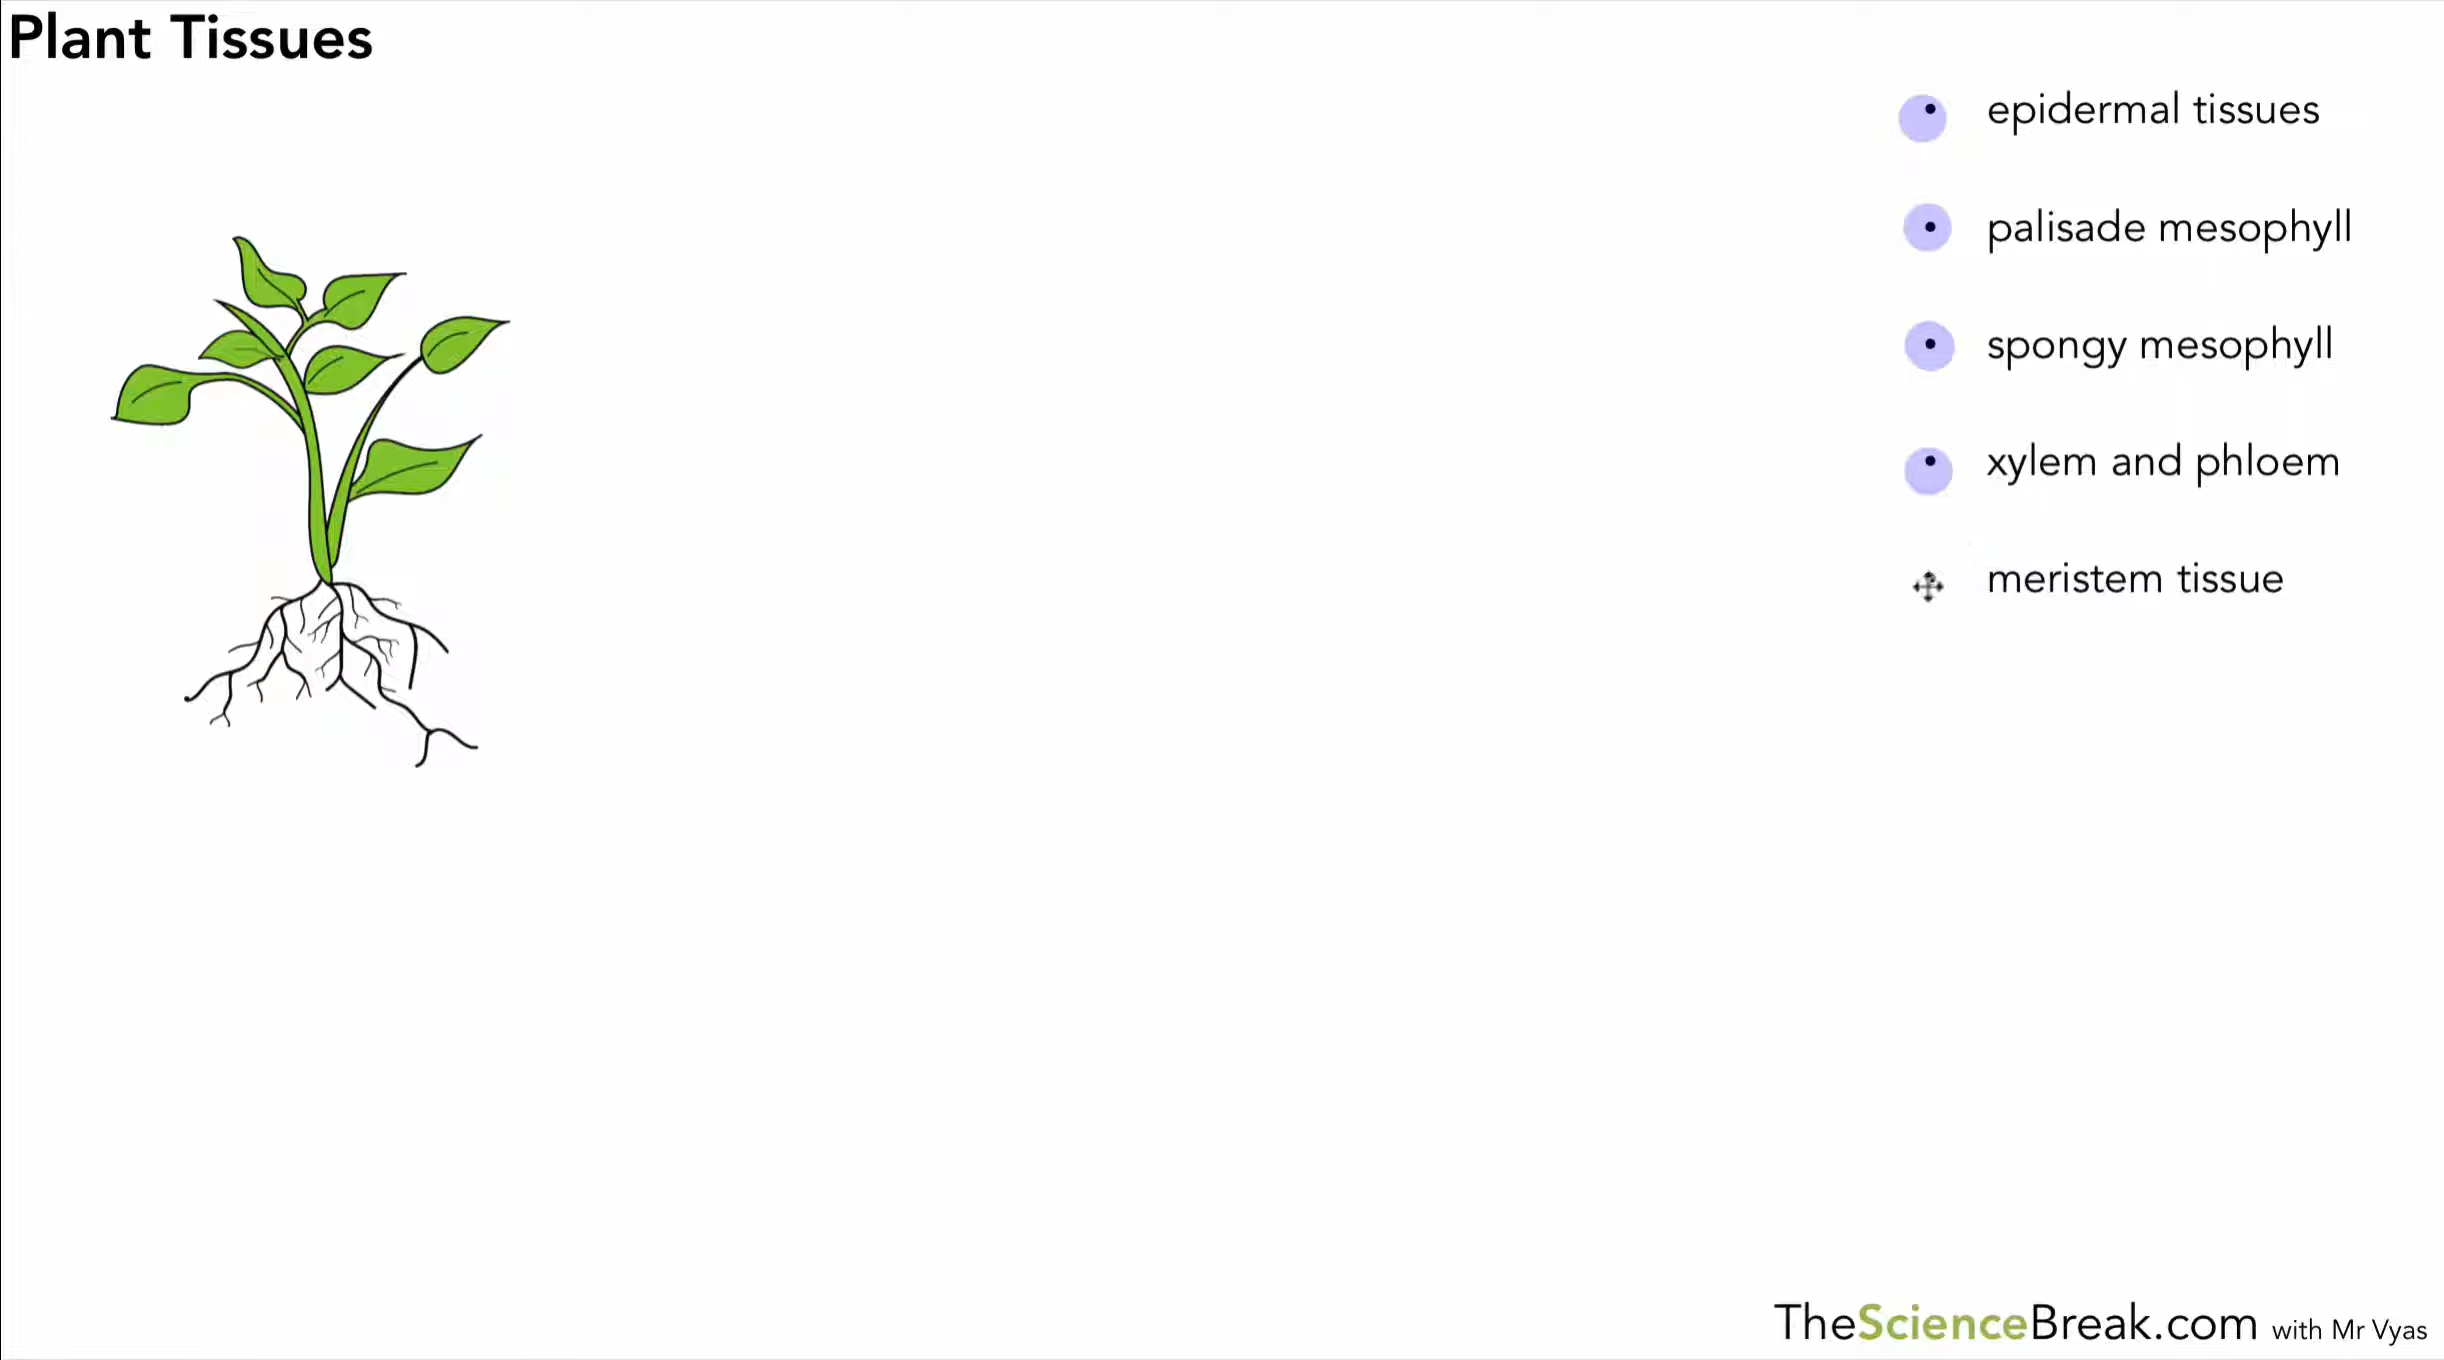 Plant Tissues
epidermal tissues
palisade mesophyll
spongy mesophyll
xylem and phloem
meristem tissue
TheScienceBreak.com with Mr Vyas